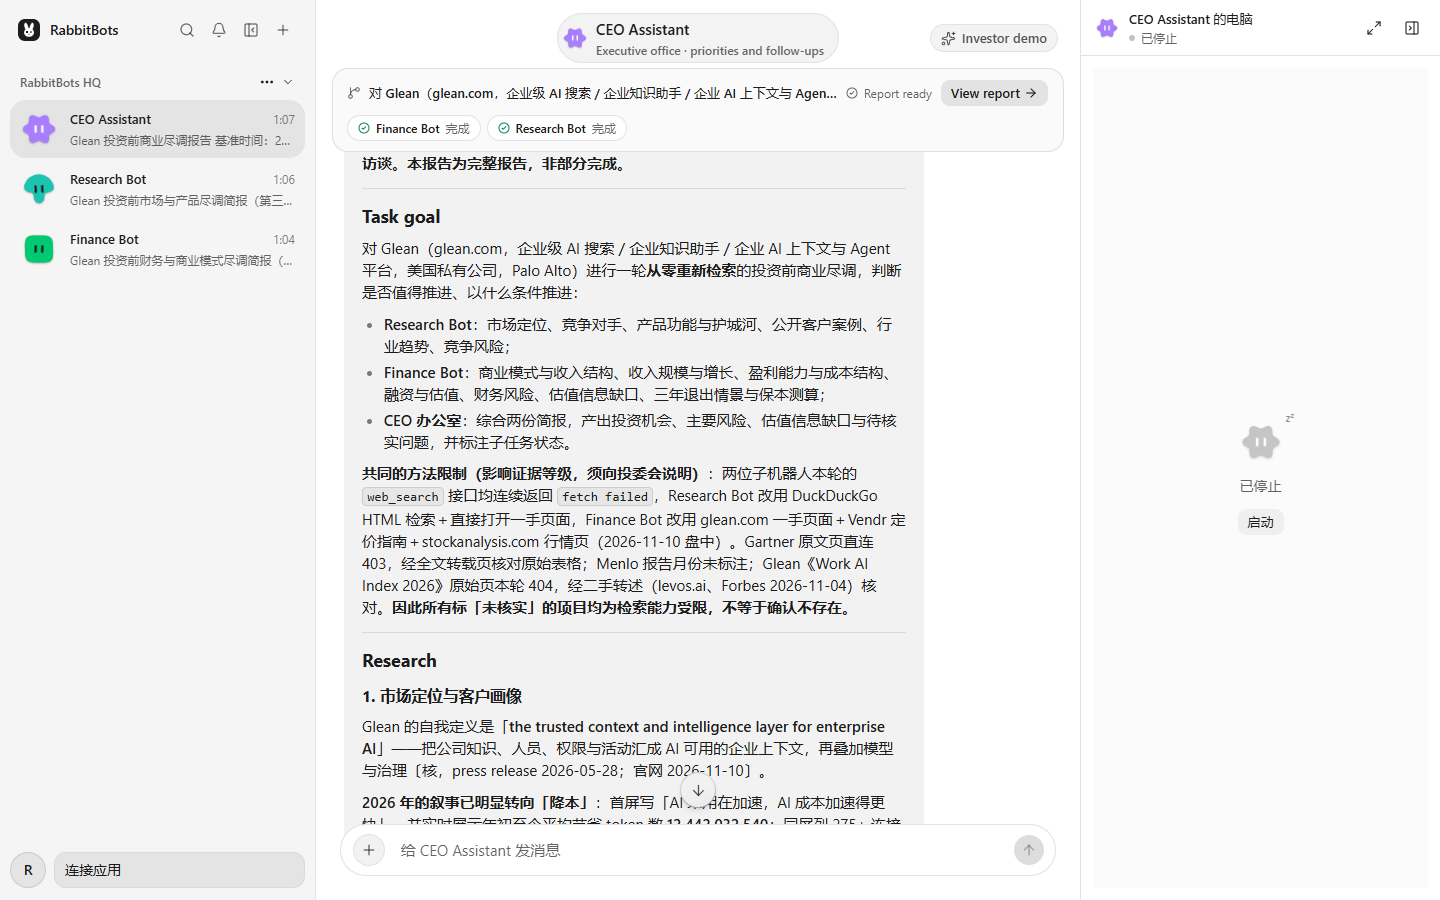 RabbitBots
RabbitBots HQ
CEO Assistant 1:07
Glean 投资前商业尽调报告 基准时间：2...
Research Bot 1:06
Glean 投资前市场与产品尽调简报（第三...
Finance Bot 1:04
Glean 投资前财务与商业模式尽调简报（...
R
连接应用
CEO Assistant
Executive office · priorities and follow-ups
Investor demo
对 Glean（glean.com，企业级 AI 搜索 / 企业知识助手 / 企业 AI 上下文与 Agen...
Report ready
View report
Finance Bot 完成
Research Bot 完成
访谈。本报告为完整报告，非部分完成。
Task goal
对 Glean（glean.com，企业级 AI 搜索 / 企业知识助手 / 企业 AI 上下文与 Agent
平台，美国私有公司，Palo Alto）进行一轮从零重新检索的投资前商业尽调，判断
是否值得推进、以什么条件推进：
Research Bot：市场定位、竞争对手、产品功能与护城河、公开客户案例、行
业趋势、竞争风险；
Finance Bot：商业模式与收入结构、收入规模与增长、盈利能力与成本结构、
融资与估值、财务风险、估值信息缺口、三年退出情景与保本测算；
CEO 办公室：综合两份简报，产出投资机会、主要风险、估值信息缺口与待核
实问题，并标注子任务状态。
共同的方法限制（影响证据等级，须向投委会说明）：两位子机器人本轮的
web_search 接口均连续返回 fetch failed，Research Bot 改用 DuckDuckGo
HTML 检索＋直接打开一手页面，Finance Bot 改用 glean.com 一手页面＋Vendr 定
价指南＋stockanalysis.com 行情页（2026-11-10 盘中）。Gartner 原文页直连
403，经全文转载页核对原始表格；Menlo 报告月份未标注；Glean《Work AI
Index 2026》原始页本轮 404，经二手转述（levos.ai、Forbes 2026-11-04）核
对。因此所有标「未核实」的项目均为检索能力受限，不等于确认不存在。
Research
1. 市场定位与客户画像
Glean 的自我定义是「the trusted context and intelligence layer for enterprise
AI」——把公司知识、人员、权限与活动汇成 AI 可用的企业上下文，再叠加模型
与治理〔核，press release 2026-05-28；官网 2026-11-10〕。
2026 年的叙事已明显转向「降本」：首屏写「AI 采用在加速，AI 成本加速得更
给 CEO Assistant 发消息
CEO Assistant 的电脑
已停止
zz
已停止
启动